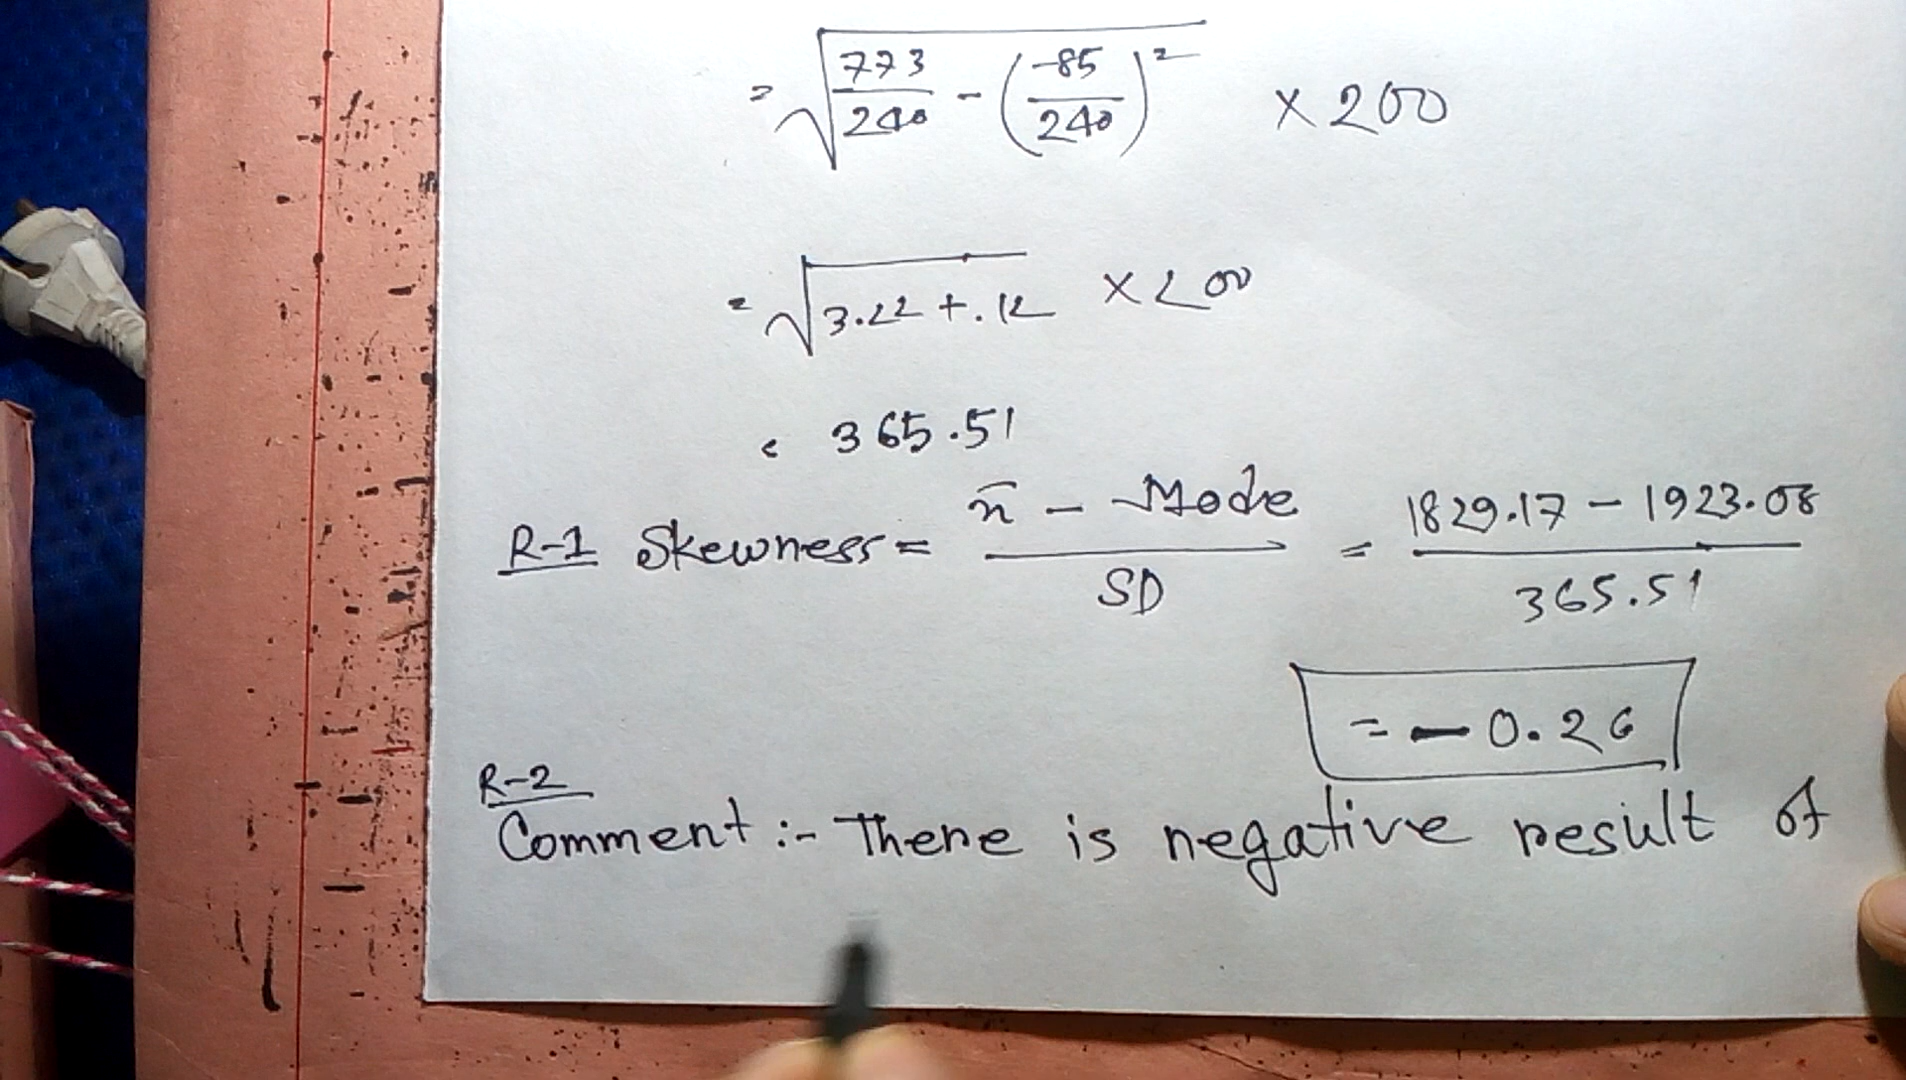 = √(773/240 - (-85/240)²) × 200
= √(3.22 + .12) × 200
= 365.51
R-1 Skewness = (x̄ - Mode)/SD = (1829.17 - 1923.08)/365.51
= - 0.26
R-2
Comment :- There is negative result of